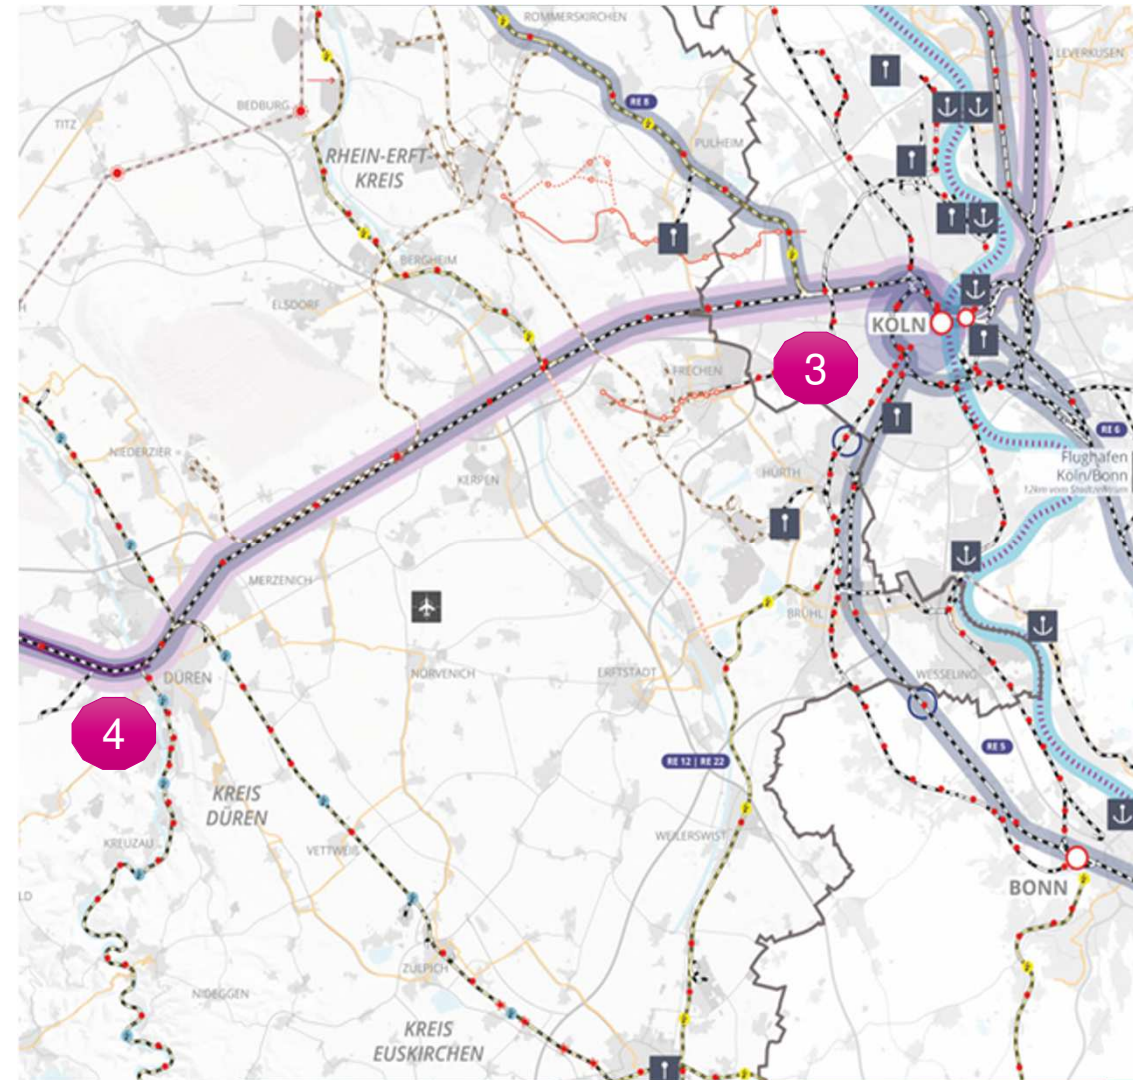 ROMMERSKIRCHEN
LEVERKUSEN
BEDBURG
RE 8
TITZ
PULHEIM
RHEIN-ERFT-
KREIS
BERGHEIM
ELSDORF
KÖLN
3
FRECHEN
RE 6
NIEDERZIER
Flughafen
Köln/Bonn
12km vom Stadtzentrum
KERPEN
HÜRTH
MERZENICH
BRÜHL
DÜREN
NÖRVENICH
ERFTSTADT
WESSELING
4
RE 5
RE 12 | RE 22
KREIS
DÜREN
WEILERSWIST
KREUZAU
VETTWEIß
BONN
ZÜLPICH
NIDEGGEN
KREIS
EUSKIRCHEN